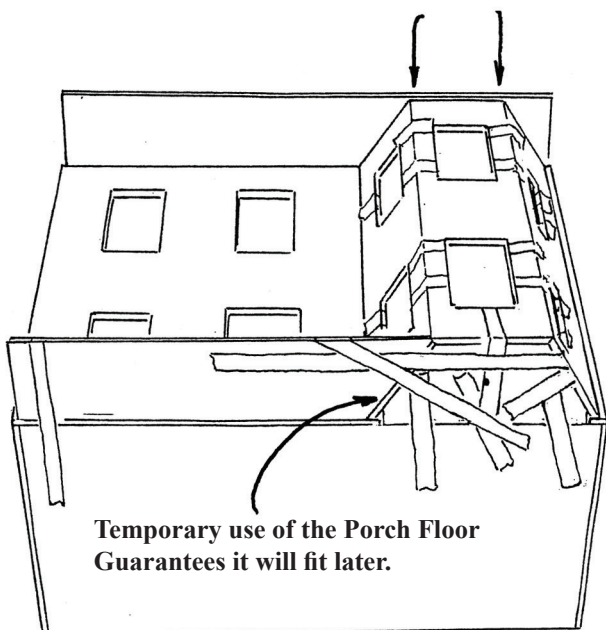 Temporary use of the Porch Floor
Guarantees it will fit later.